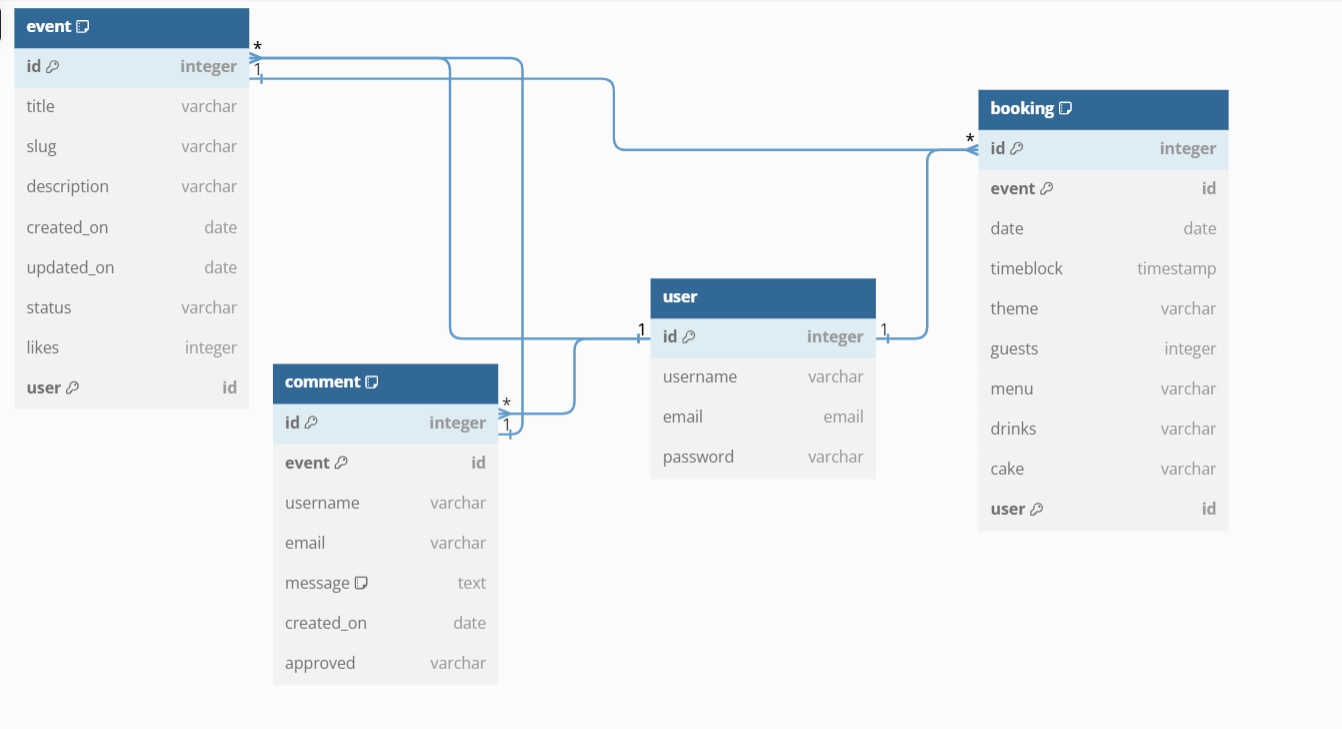 event
id integer
title varchar
slug varchar
description varchar
created_on date
updated_on date
status varchar
likes integer
user id
*
1
comment
id integer
event id
username varchar
email varchar
message text
created_on date
approved varchar
*
1
user
id integer
username varchar
email email
password varchar
1
1
booking
id integer
event id
date date
timeblock timestamp
theme varchar
guests integer
menu varchar
drinks varchar
cake varchar
user id
*